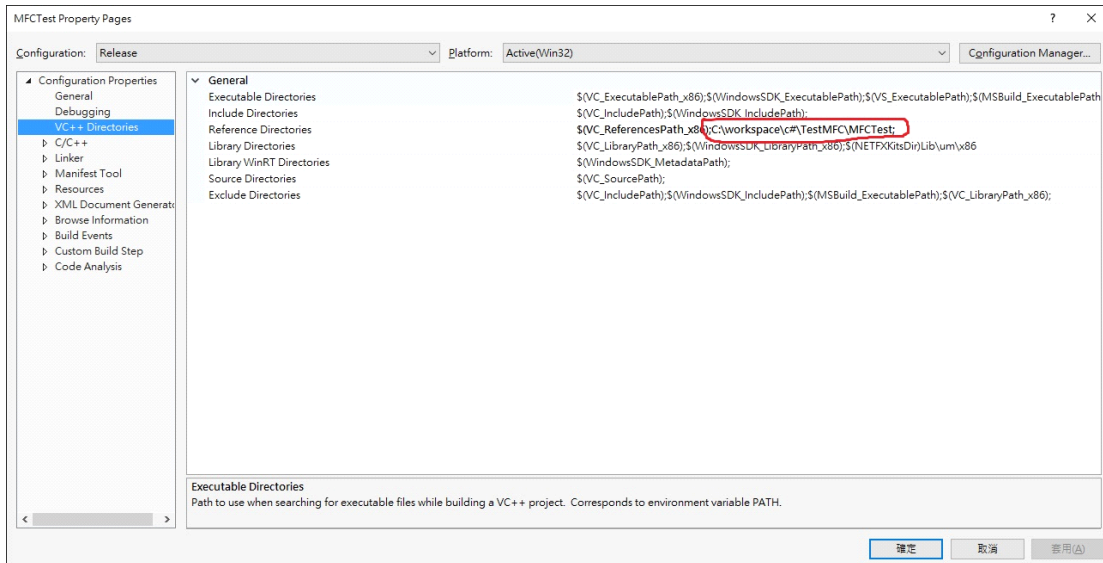 MFCTest Property Pages
? ×
Configuration: Release Platform: Active(Win32) Configuration Manager...
Configuration Properties
General
Debugging
VC++ Directories
C/C++
Linker
Manifest Tool
Resources
XML Document Generato
Browse Information
Build Events
Custom Build Step
Code Analysis
General
Executable Directories $(VC_ExecutablePath_x86);$(WindowsSDK_ExecutablePath);$(VS_ExecutablePath);$(MSBuild_ExecutablePath
Include Directories $(VC_IncludePath);$(WindowsSDK_IncludePath);
Reference Directories $(VC_ReferencesPath_x86);C:\workspace\c#\TestMFC\MFCTest;
Library Directories $(VC_LibraryPath_x86);$(WindowsSDK_LibraryPath_x86);$(NETFXKitsDir)Lib\um\x86
Library WinRT Directories $(WindowsSDK_MetadataPath);
Source Directories $(VC_SourcePath);
Exclude Directories $(VC_IncludePath);$(WindowsSDK_IncludePath);$(MSBuild_ExecutablePath);$(VC_LibraryPath_x86);
Executable Directories
Path to use when searching for executable files while building a VC++ project. Corresponds to environment variable PATH.
確定 取消 套用(A)